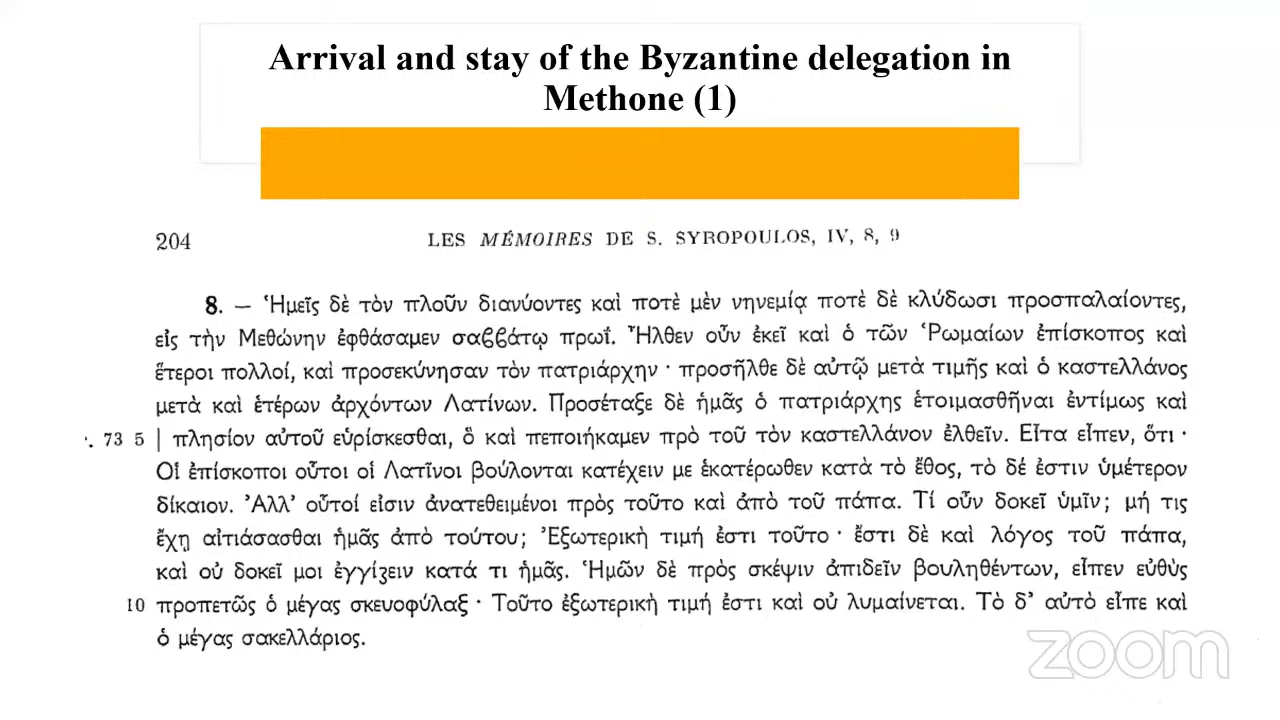 Arrival and stay of the Byzantine delegation in
Methone (1)
204 LES MÉMOIRES DE S. SYROPOULOS, IV, 8, 9
8. — Ἡμεῖς δὲ τὸν πλοῦν διανύοντες καὶ ποτὲ μὲν νηνεμίᾳ ποτὲ δὲ κλύδωσι προσπαλαίοντες,
εἰς τὴν Μεθώνην ἐφθάσαμεν σαββάτῳ πρωΐ. Ἦλθεν οὖν ἐκεῖ καὶ ὁ τῶν Ῥωμαίων ἐπίσκοπος καὶ
ἕτεροι πολλοί, καὶ προσεκύνησαν τὸν πατριάρχην · προσῆλθε δὲ αὐτῷ μετὰ τιμῆς καὶ ὁ καστελλάνος
μετὰ καὶ ἑτέρων ἀρχόντων Λατίνων. Προσέταξε δὲ ἡμᾶς ὁ πατριάρχης ἑτοιμασθῆναι ἐντίμως καὶ
73 5 | πλησίον αὐτοῦ εὑρίσκεσθαι, ὃ καὶ πεποιήκαμεν πρὸ τοῦ τὸν καστελλάνον ἐλθεῖν. Εἶτα εἶπεν, ὅτι ·
Οἱ ἐπίσκοποι οὗτοι οἱ Λατῖνοι βούλονται κατέχειν με ἑκατέρωθεν κατὰ τὸ ἔθος, τὸ δέ ἐστιν ὑμέτερον
δίκαιον. Ἀλλ' οὗτοί εἰσιν ἀνατεθειμένοι πρὸς τοῦτο καὶ ἀπὸ τοῦ πάπα. Τί οὖν δοκεῖ ὑμῖν; μή τις
ἔχῃ αἰτιάσασθαι ἡμᾶς ἀπὸ τούτου; Ἐξωτερικὴ τιμή ἐστι τοῦτο · ἔστι δὲ καὶ λόγος τοῦ πάπα,
καὶ οὐ δοκεῖ μοι ἐγγίζειν κατά τι ἡμᾶς. Ἡμῶν δὲ πρὸς σκέψιν ἀπιδεῖν βουληθέντων, εἶπεν εὐθὺς
10 προπετῶς ὁ μέγας σκευοφύλαξ · Τοῦτο ἐξωτερικὴ τιμή ἐστι καὶ οὐ λυμαίνεται. Τὸ δ' αὐτὸ εἶπε καὶ
ὁ μέγας σακελλάριος.
zoom